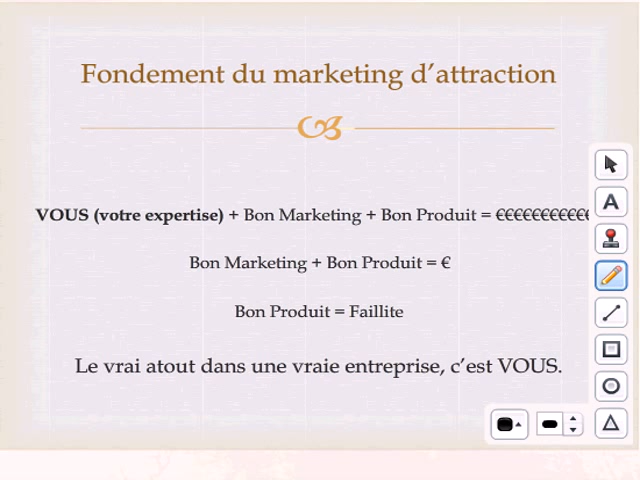 Fondement du marketing d’attraction
VOUS (votre expertise) + Bon Marketing + Bon Produit = €€€€€€€€€€€
Bon Marketing + Bon Produit = €
Bon Produit = Faillite
Le vrai atout dans une vraie entreprise, c’est VOUS.
A